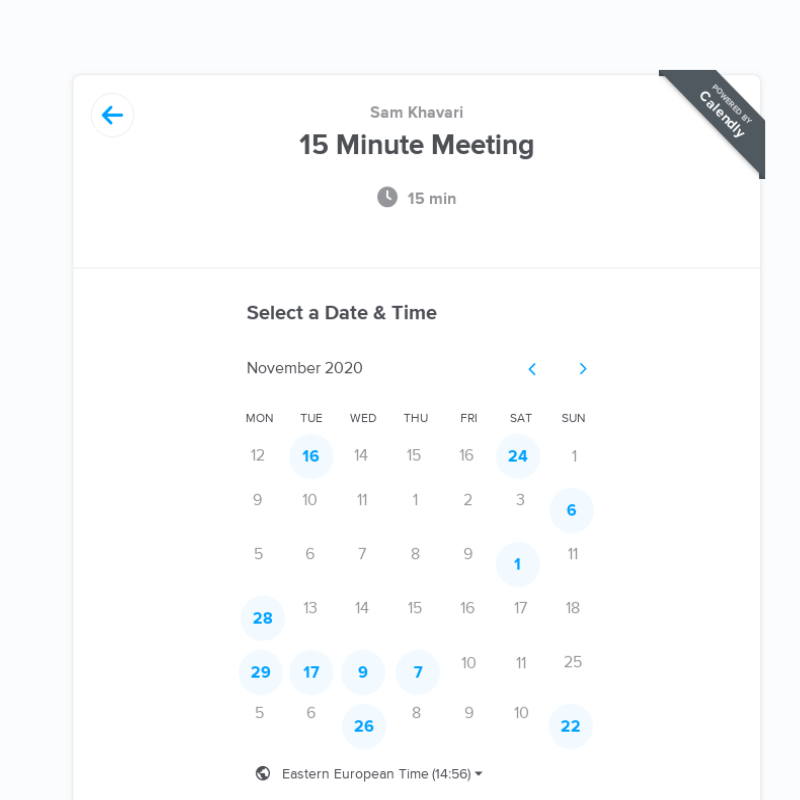 POWERED BY
Calendly
Sam Khavari
15 Minute Meeting
15 min
Select a Date & Time
November 2020
MON TUE WED THU FRI SAT SUN
12 16 14 15 16 24 1
9 10 11 1 2 3 6
5 6 7 8 9 1 11
28 13 14 15 16 17 18
29 17 9 7 10 11 25
5 6 26 8 9 10 22
Eastern European Time (14:56)